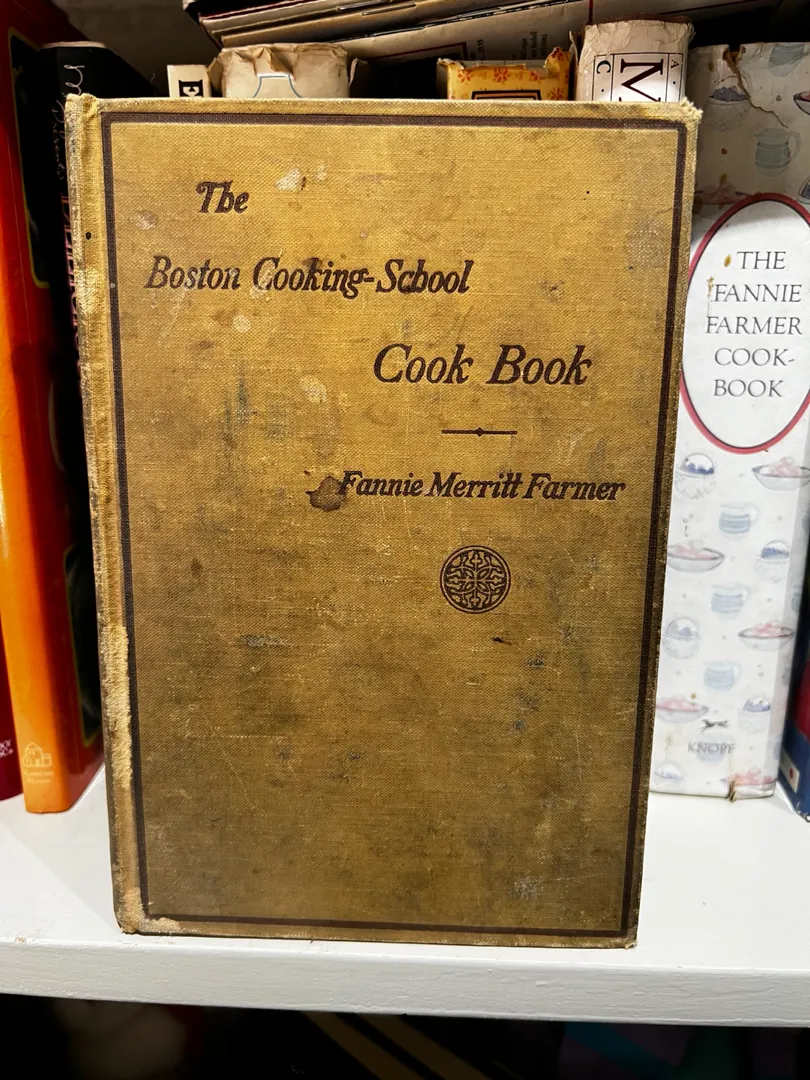 The
Boston Cooking-School
Cook Book
Fannie Merritt Farmer
THE
FANNIE
FARMER
COOK-
BOOK
KNOPF